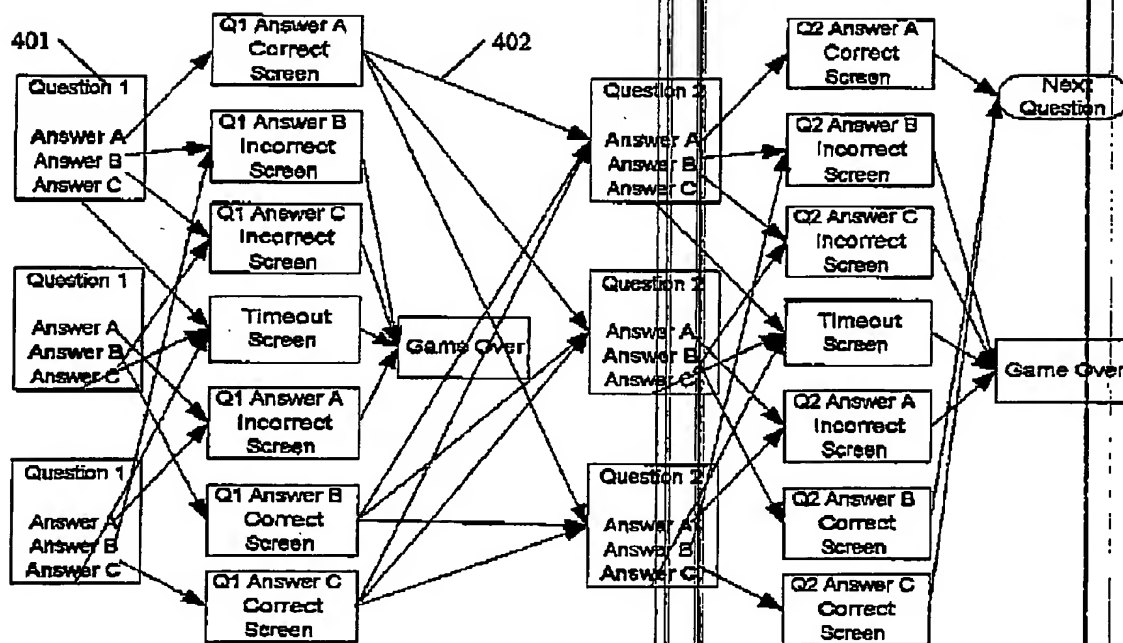 401
Question 1
Answer A
Answer B
Answer C
Question 1
Answer A
Answer B
Answer C
Question 1
Answer A
Answer B
Answer C
Q1 Answer A
Correct
Screen
Q1 Answer B
Incorrect
Screen
Q1 Answer C
Incorrect
Screen
Timeout
Screen
Q1 Answer A
Incorrect
Screen
Q1 Answer B
Correct
Screen
Q1 Answer C
Correct
Screen
402
Game Over
Question 2
Answer A
Answer B
Answer C
Question 2
Answer A
Answer B
Answer C
Question 2
Answer A
Answer B
Answer C
Q2 Answer A
Correct
Screen
Q2 Answer B
Incorrect
Screen
Q2 Answer C
Incorrect
Screen
Timeout
Screen
Q2 Answer A
Incorrect
Screen
Q2 Answer B
Correct
Screen
Q2 Answer C
Correct
Screen
Next
Question
Game Over